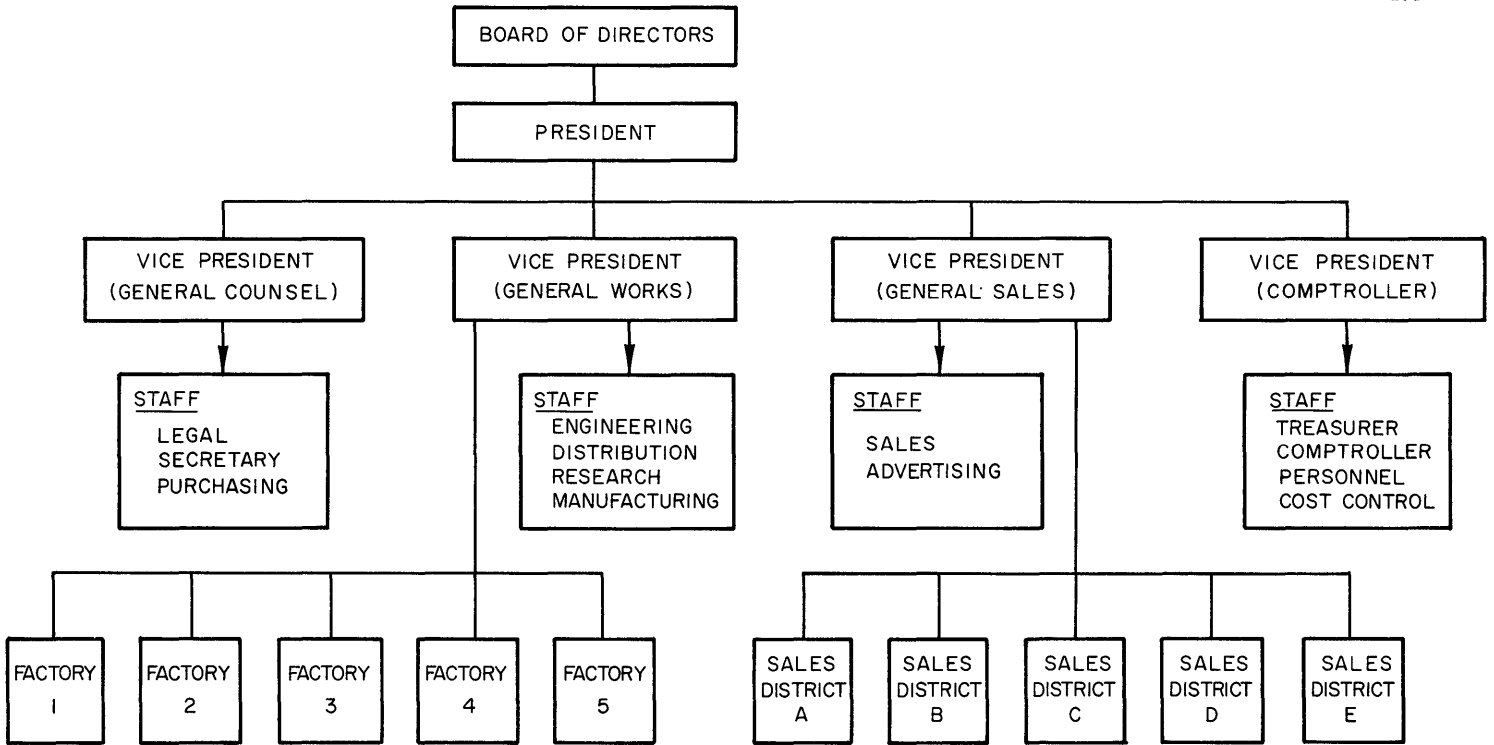 BOARD OF DIRECTORS
PRESIDENT
VICE PRESIDENT
(GENERAL COUNSEL)
VICE PRESIDENT
(GENERAL WORKS)
VICE PRESIDENT
(GENERAL SALES)
VICE PRESIDENT
(COMPTROLLER)
STAFF
LEGAL
SECRETARY
PURCHASING
STAFF
ENGINEERING
DISTRIBUTION
RESEARCH
MANUFACTURING
STAFF
SALES
ADVERTISING
STAFF
TREASURER
COMPTROLLER
PERSONNEL
COST CONTROL
FACTORY
1
FACTORY
2
FACTORY
3
FACTORY
4
FACTORY
5
SALES
DISTRICT
A
SALES
DISTRICT
B
SALES
DISTRICT
C
SALES
DISTRICT
D
SALES
DISTRICT
E